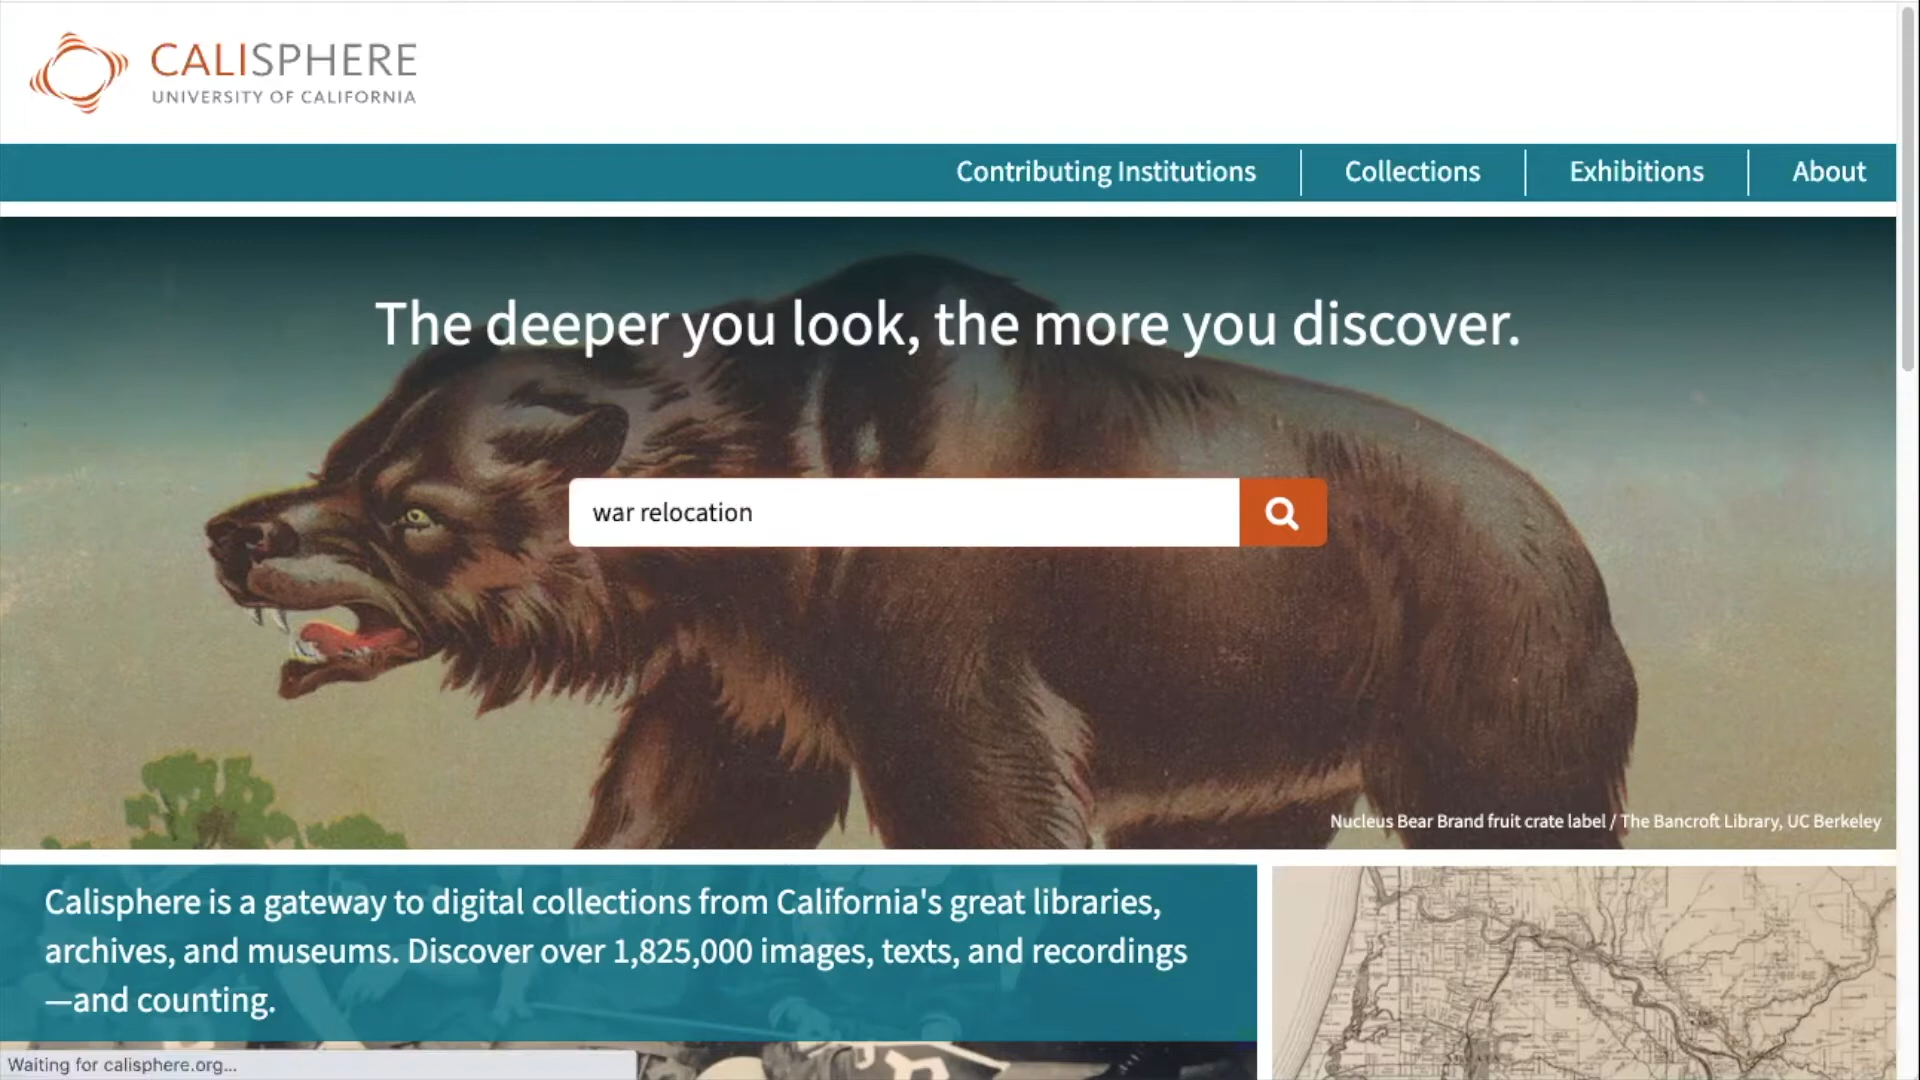 CALISPHERE
UNIVERSITY OF CALIFORNIA
Contributing Institutions
Collections
Exhibitions
About
The deeper you look, the more you discover.
war relocation
Nucleus Bear Brand fruit crate label / The Bancroft Library, UC Berkeley
Calisphere is a gateway to digital collections from California's great libraries,
archives, and museums. Discover over 1,825,000 images, texts, and recordings
—and counting.
Waiting for calisphere.org...